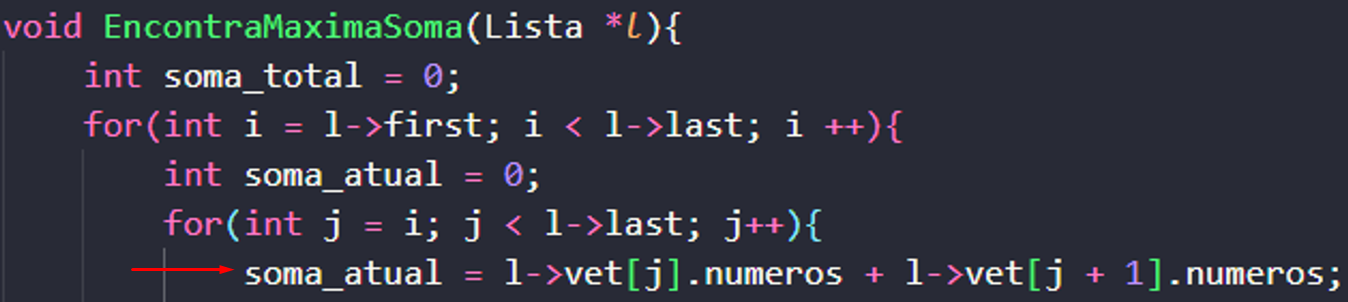 void EncontraMaximaSoma(Lista *l){
int soma_total = 0;
for(int i = l->first; i < l->last; i ++){
int soma_atual = 0;
for(int j = i; j < l->last; j++){
soma_atual = l->vet[j].numeros + l->vet[j + 1].numeros;